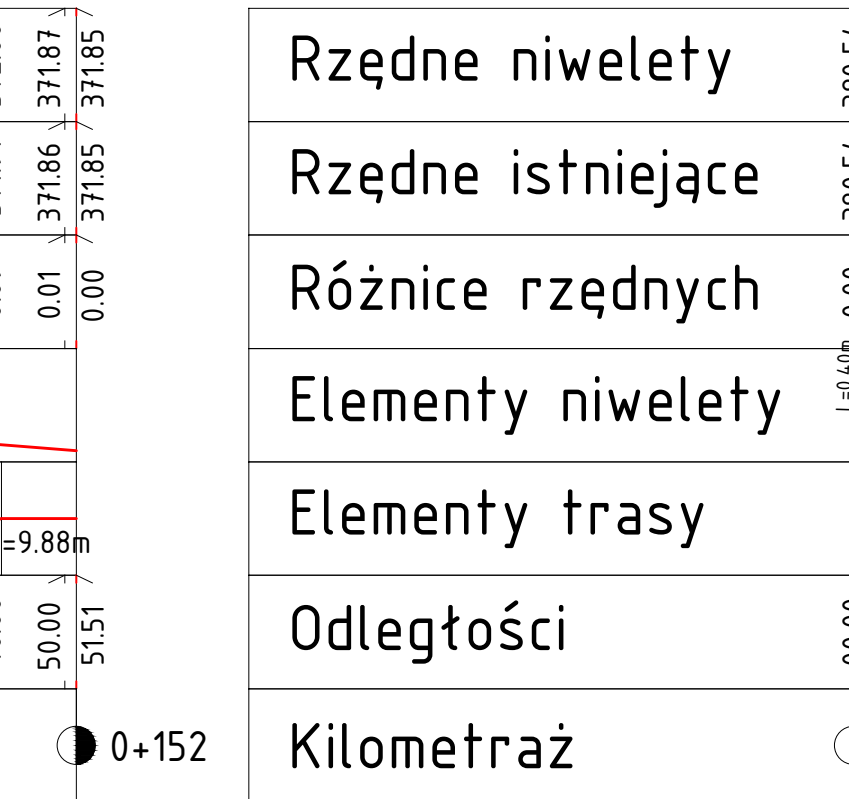 371.87
371.85
Rzędne niwelety
371.86
371.85
Rzędne istniejące
0.01
0.00
Różnice rzędnych
Elementy niwelety
Elementy trasy
=9.88m
50.00
51.51
Odległości
0+152
Kilometraż